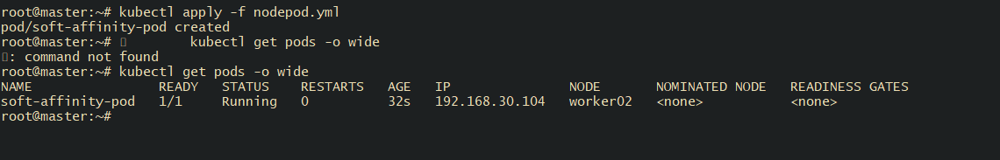 root@master:~# kubectl apply -f nodepod.yml
pod/soft-affinity-pod created
root@master:~# ▯        kubectl get pods -o wide
▯: command not found
root@master:~# kubectl get pods -o wide
NAME                READY   STATUS    RESTARTS   AGE   IP               NODE       NOMINATED NODE   READINESS GATES
soft-affinity-pod   1/1     Running   0          32s   192.168.30.104   worker02   <none>           <none>
root@master:~#